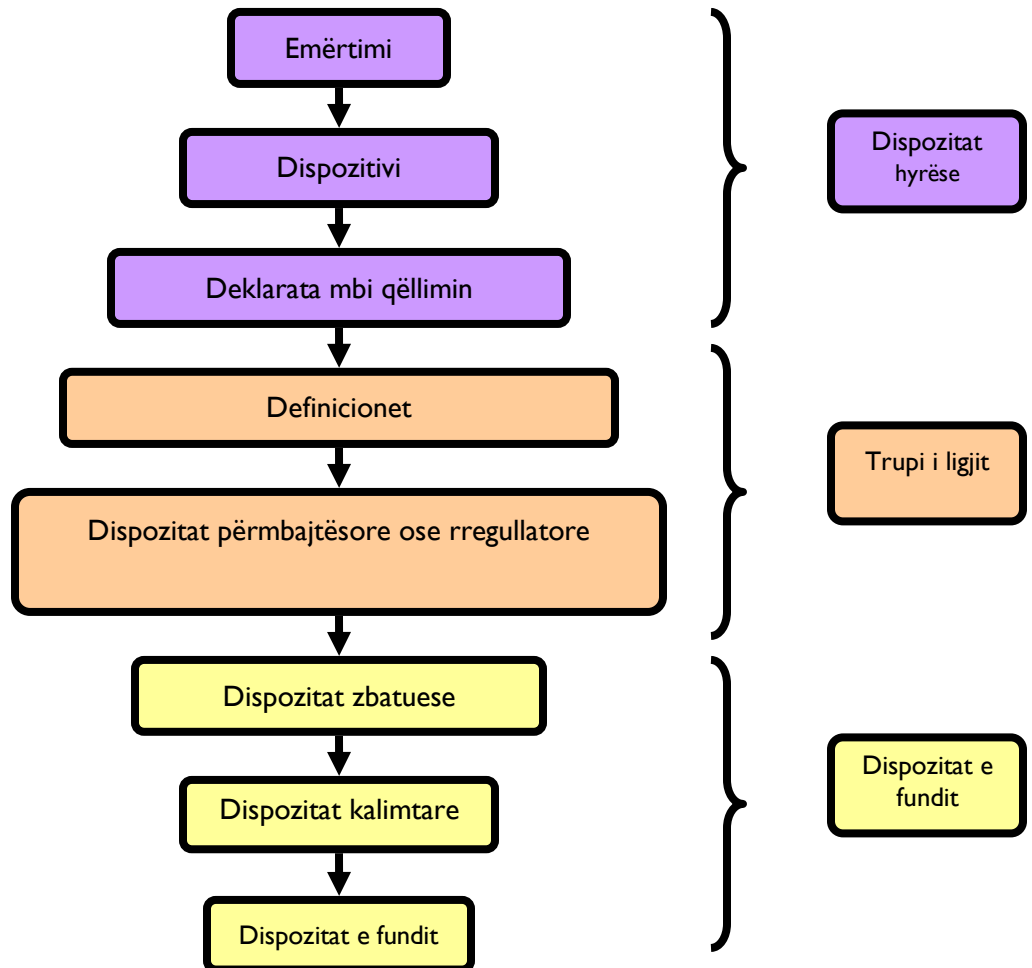 Emërtimi
Dispozitivi
Deklarata mbi qëllimin
Dispozitat
hyrëse
Definicionet
Dispozitat përmbajtësore ose rregullatore
Trupi i ligjit
Dispozitat zbatuese
Dispozitat kalimtare
Dispozitat e fundit
Dispozitat e
fundit